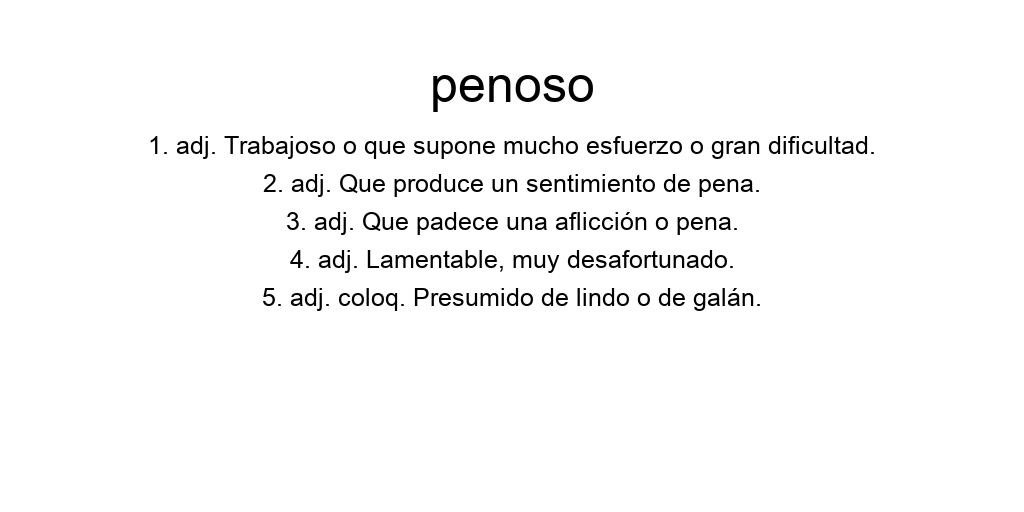 penoso
1. adj. Trabajoso o que supone mucho esfuerzo o gran dificultad.
2. adj. Que produce un sentimiento de pena.
3. adj. Que padece una aflicción o pena.
4. adj. Lamentable, muy desafortunado.
5. adj. coloq. Presumido de lindo o de galán.